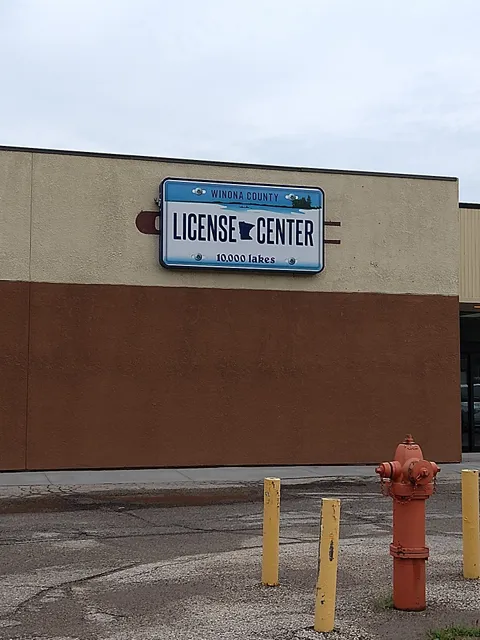 WINONA COUNTY
LICENSE CENTER
10,000 lakes